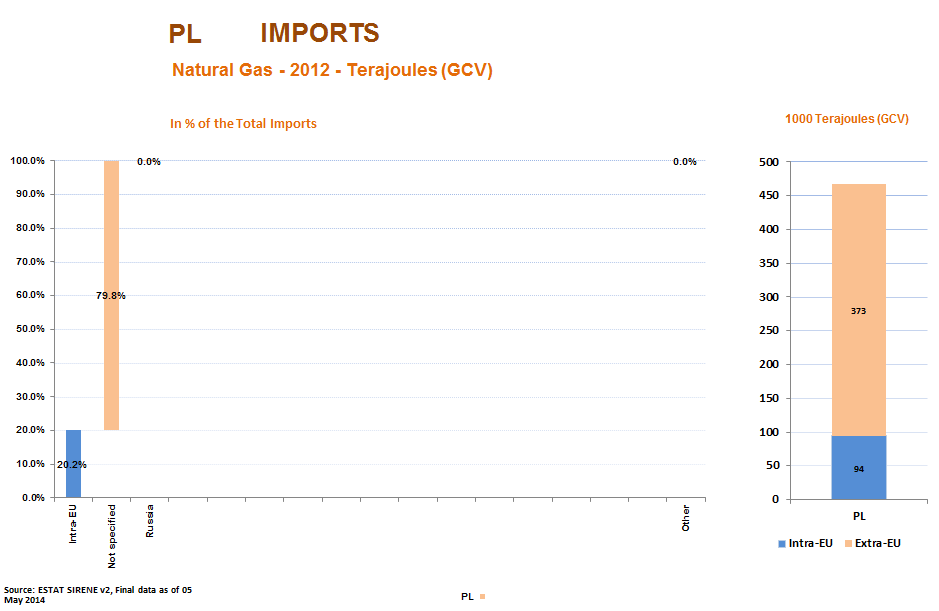 PL IMPORTS
Natural Gas - 2012 - Terajoules (GCV)
In % of the Total Imports
100.0%
90.0%
80.0%
70.0%
60.0%
50.0%
40.0%
30.0%
20.0%
10.0%
0.0%
20.2%
79.8%
0.0%
0.0%
Intra-EU
Not specified
Russia
Other
PL
1000 Terajoules (GCV)
500
450
400
350
300
250
200
150
100
50
0
373
94
PL
Intra-EU Extra-EU
Source: ESTAT SIRENE v2, Final data as of 05
May 2014